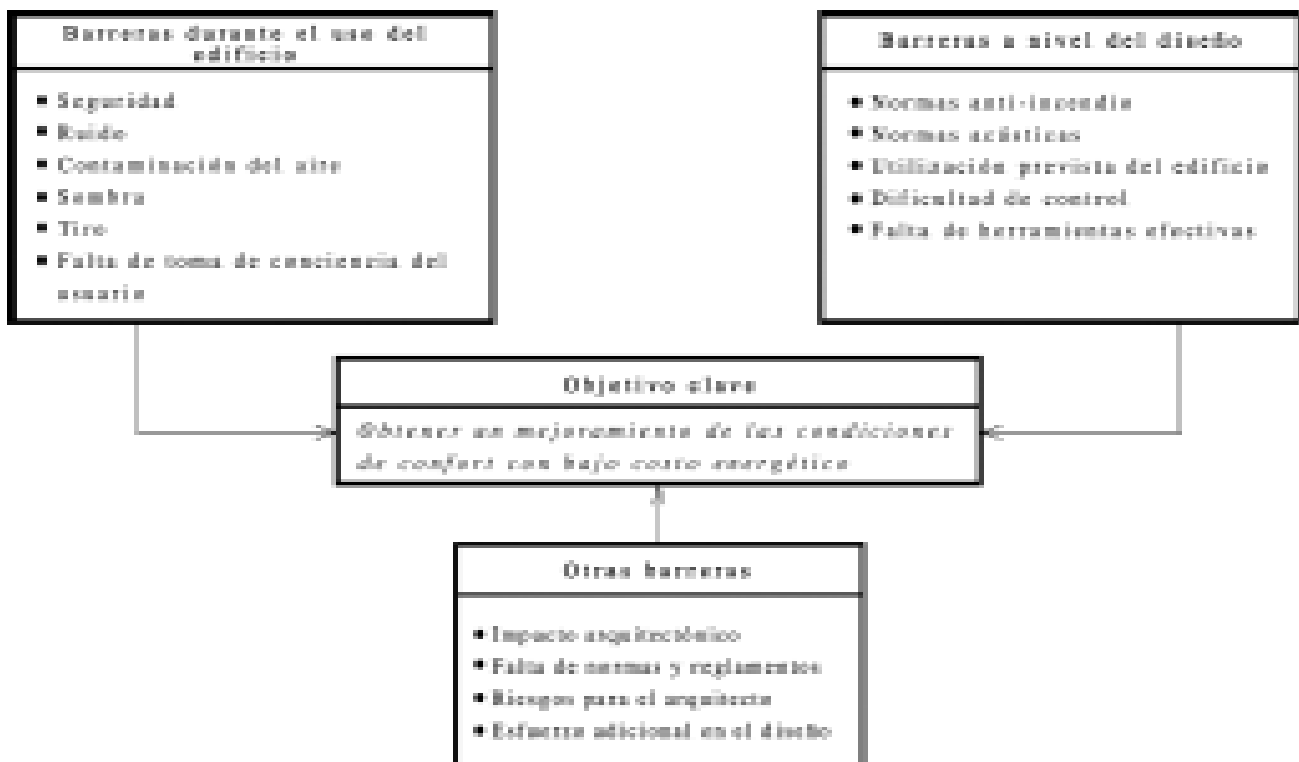 Barreras durante el uso del
edificio
Seguridad
Ruido
Contaminación del aire
Sombra
Tiro
Falta de toma de conciencia del
usuario
Barreras a nivel del diseño
Normas anti-incendio
Normas acústicas
Utilización prevista del edificio
Dificultad de control
Falta de herramientas efectivas
Objetivo clave
Obtener un mejoramiento de las condiciones
de confort con bajo costo energético
Otras barreras
Impacto arquitectónico
Falta de normas y reglamentos
Riesgos para el arquitecto
Esfuerzo adicional en el diseño